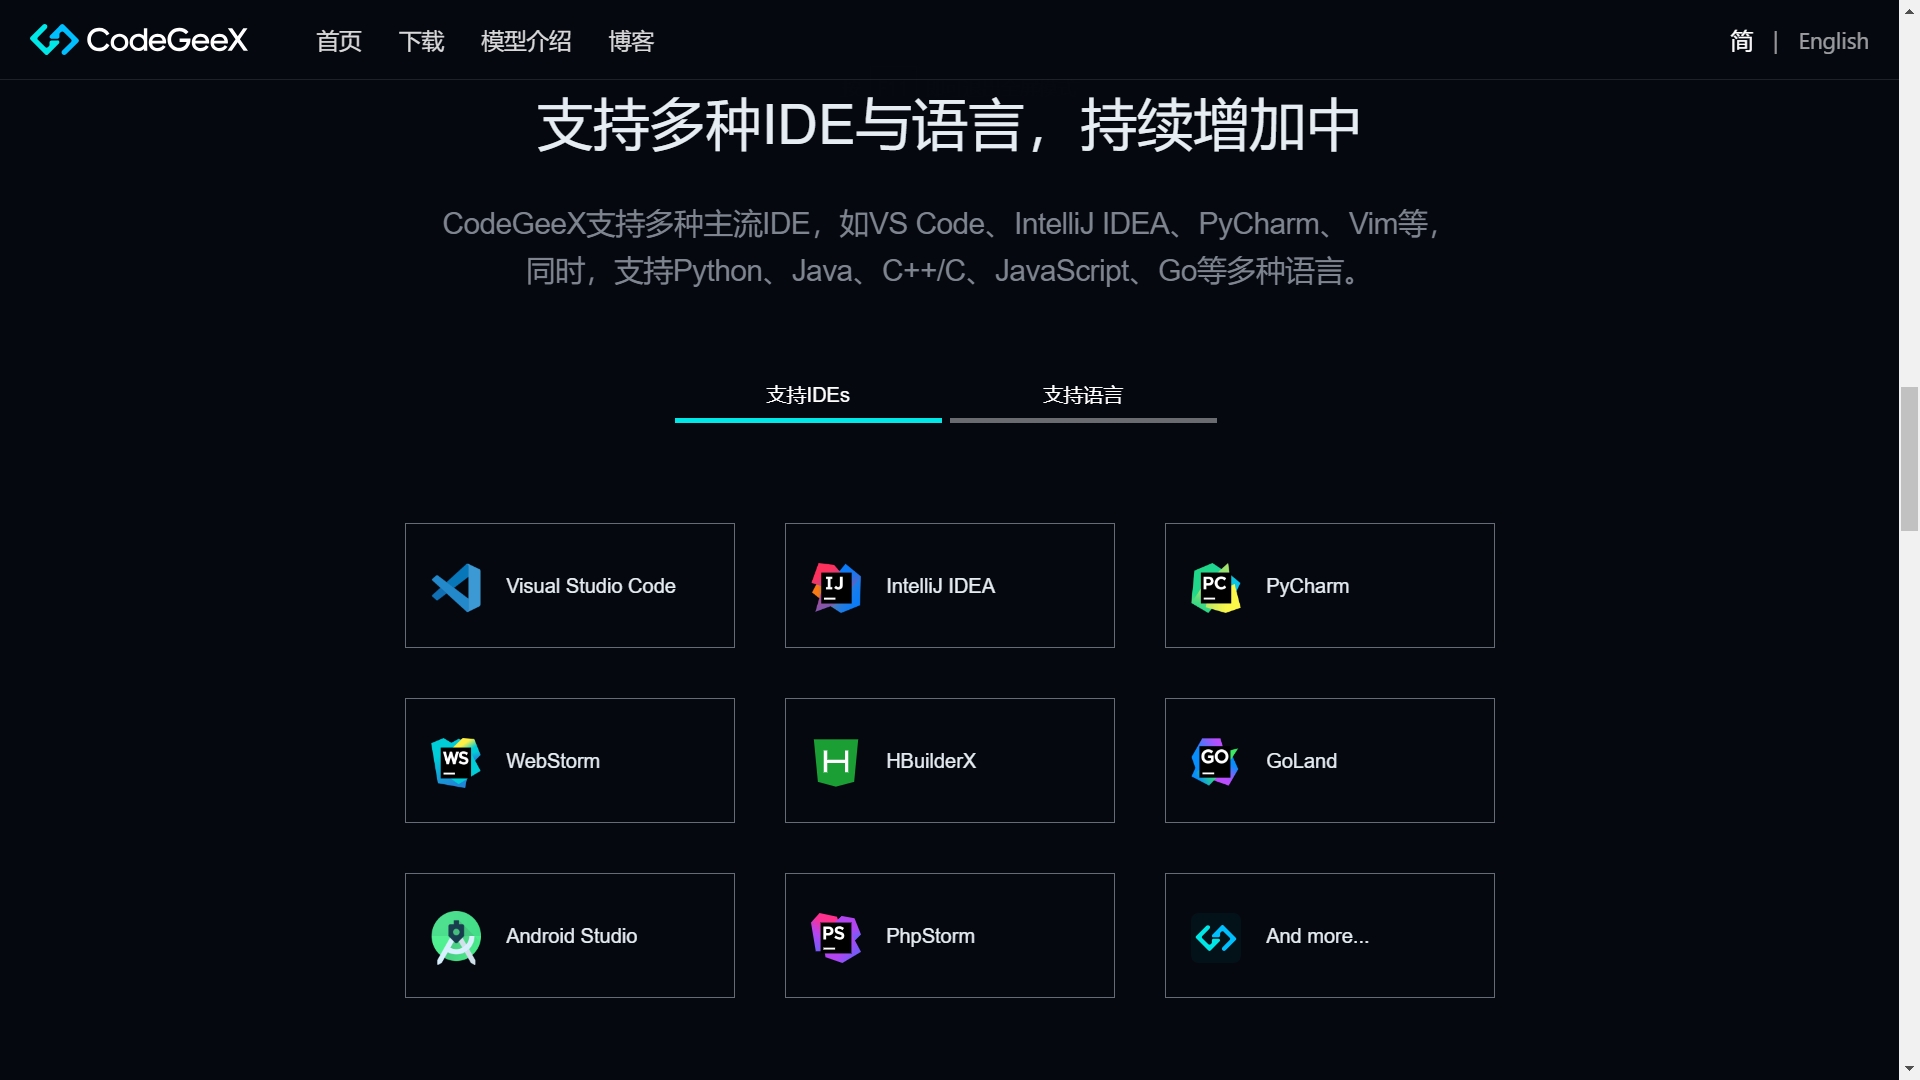 CodeGeeX 首页 下载 模型介绍 博客 简 | English
支持多种IDE与语言，持续增加中
CodeGeeX支持多种主流IDE，如VS Code、IntelliJ IDEA、PyCharm、Vim等，
同时，支持Python、Java、C++/C、JavaScript、Go等多种语言。
支持IDEs 支持语言
Visual Studio Code
IJ IntelliJ IDEA
PC PyCharm
WS WebStorm
H HBuilderX
GO GoLand
Android Studio
PS PhpStorm
And more...